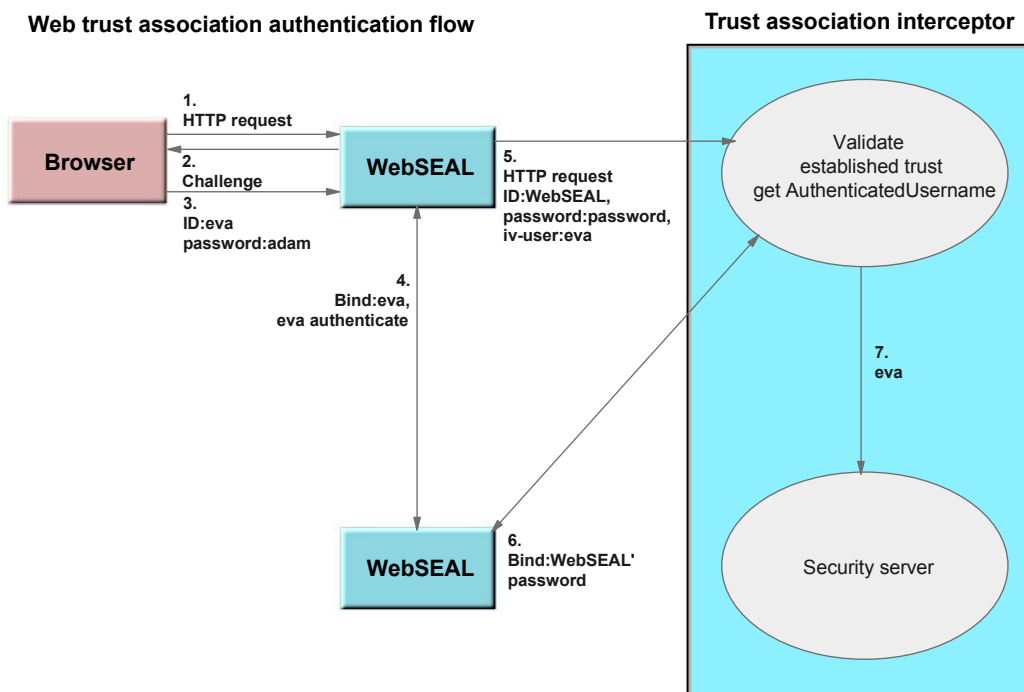 Web trust association authentication flow
Trust association interceptor
1.
HTTP request
Browser
2.
Challenge
3.
ID:eva
password:adam
WebSEAL
5.
HTTP request
ID:WebSEAL,
password:password,
iv-user:eva
Validate
established trust
get AuthenticatedUsername
4.
Bind:eva,
eva authenticate
7.
eva
WebSEAL
6.
Bind:WebSEAL'
password
Security server